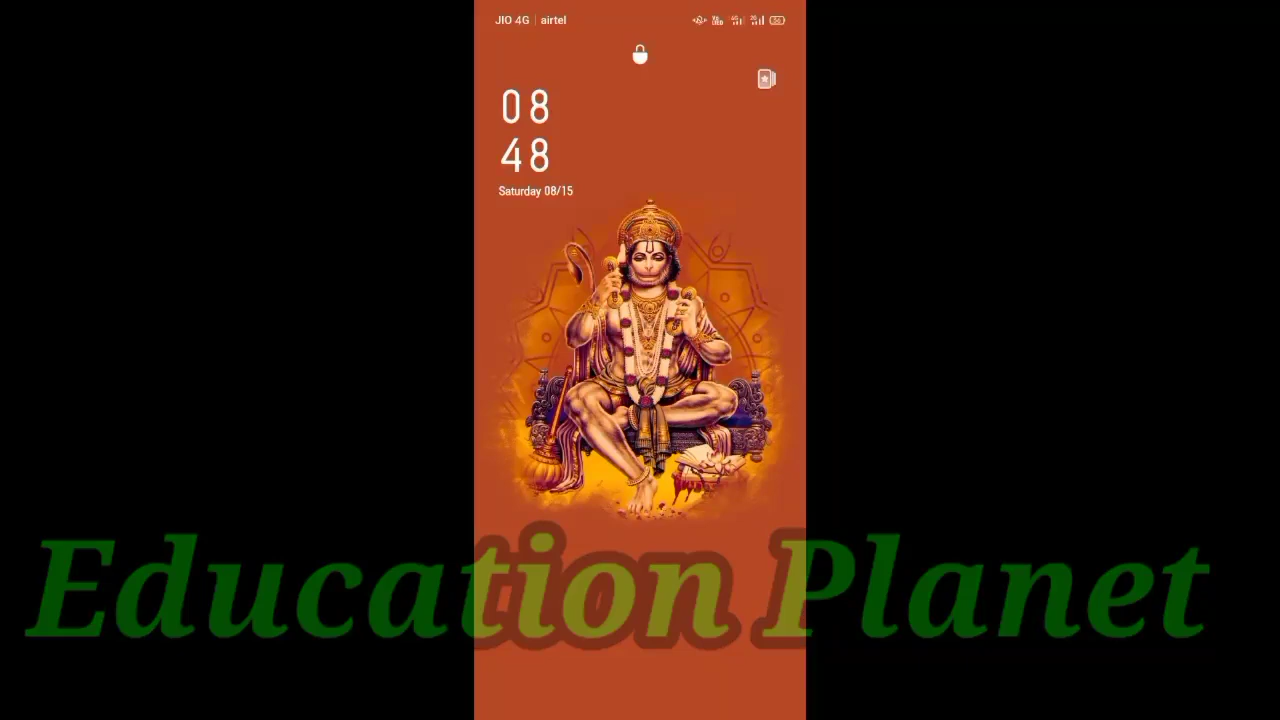 JIO 4G | airtel
08
48
Saturday 08/15
Education Planet